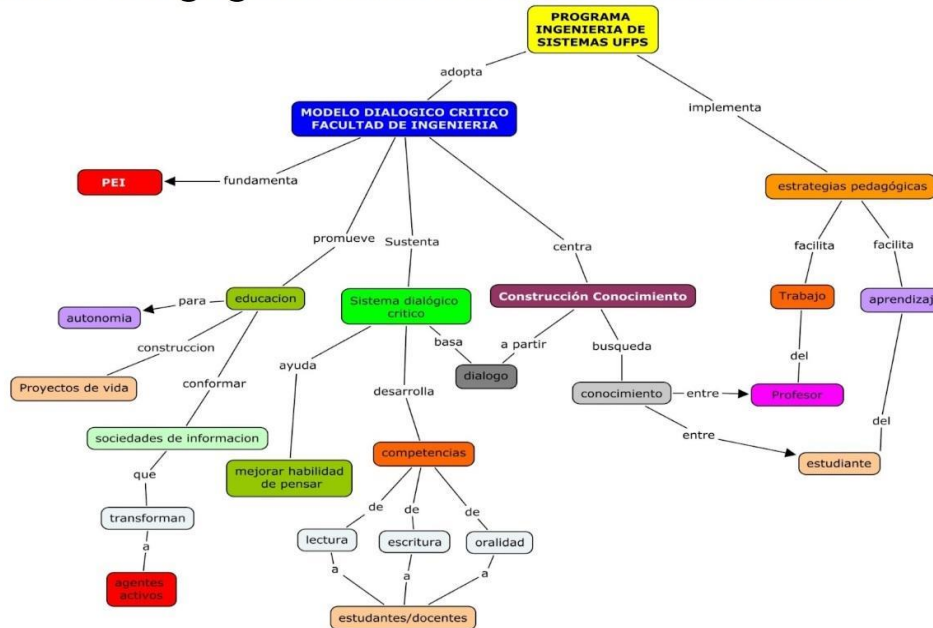 PROGRAMA
INGENIERIA DE
SISTEMAS UFPS
adopta
implementa
MODELO DIALOGICO CRITICO
FACULTAD DE INGENIERIA
PEI
fundamenta
estrategias pedagógicas
promueve
Sustenta
centra
facilita
facilita
para
educacion
autonomia
Sistema dialógico
critico
Construcción Conocimiento
Trabajo
aprendizaj
construccion
basa
a partir
busqueda
del
Proyectos de vida
conformar
ayuda
dialogo
desarrolla
conocimiento
entre
Profesor
del
entre
sociedades de informacion
competencias
estudiante
que
mejorar habilidad
de pensar
transforman
de
de
de
lectura
escritura
oralidad
a
a
a
a
agentes
activos
estudiantes/docentes